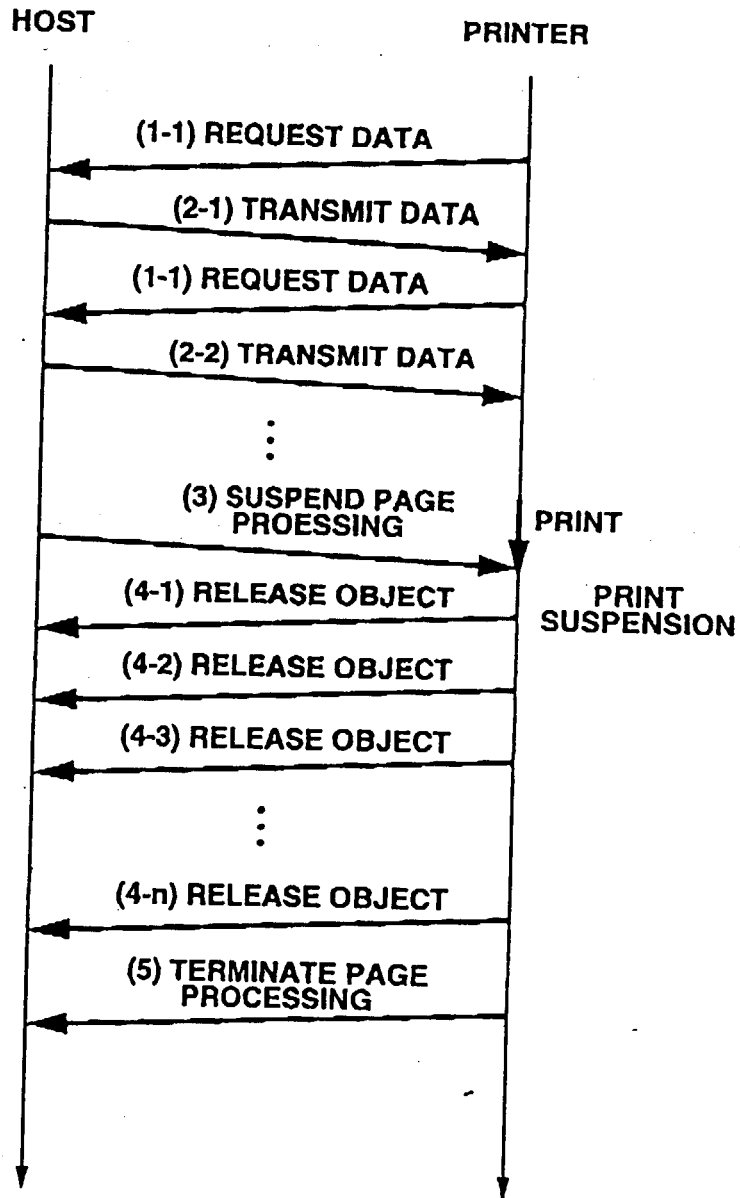 HOST
PRINTER
(1-1) REQUEST DATA
(2-1) TRANSMIT DATA
(1-1) REQUEST DATA
(2-2) TRANSMIT DATA
(3) SUSPEND PAGE
PROESSING
PRINT
(4-1) RELEASE OBJECT
PRINT
SUSPENSION
(4-2) RELEASE OBJECT
(4-3) RELEASE OBJECT
(4-n) RELEASE OBJECT
(5) TERMINATE PAGE
PROCESSING